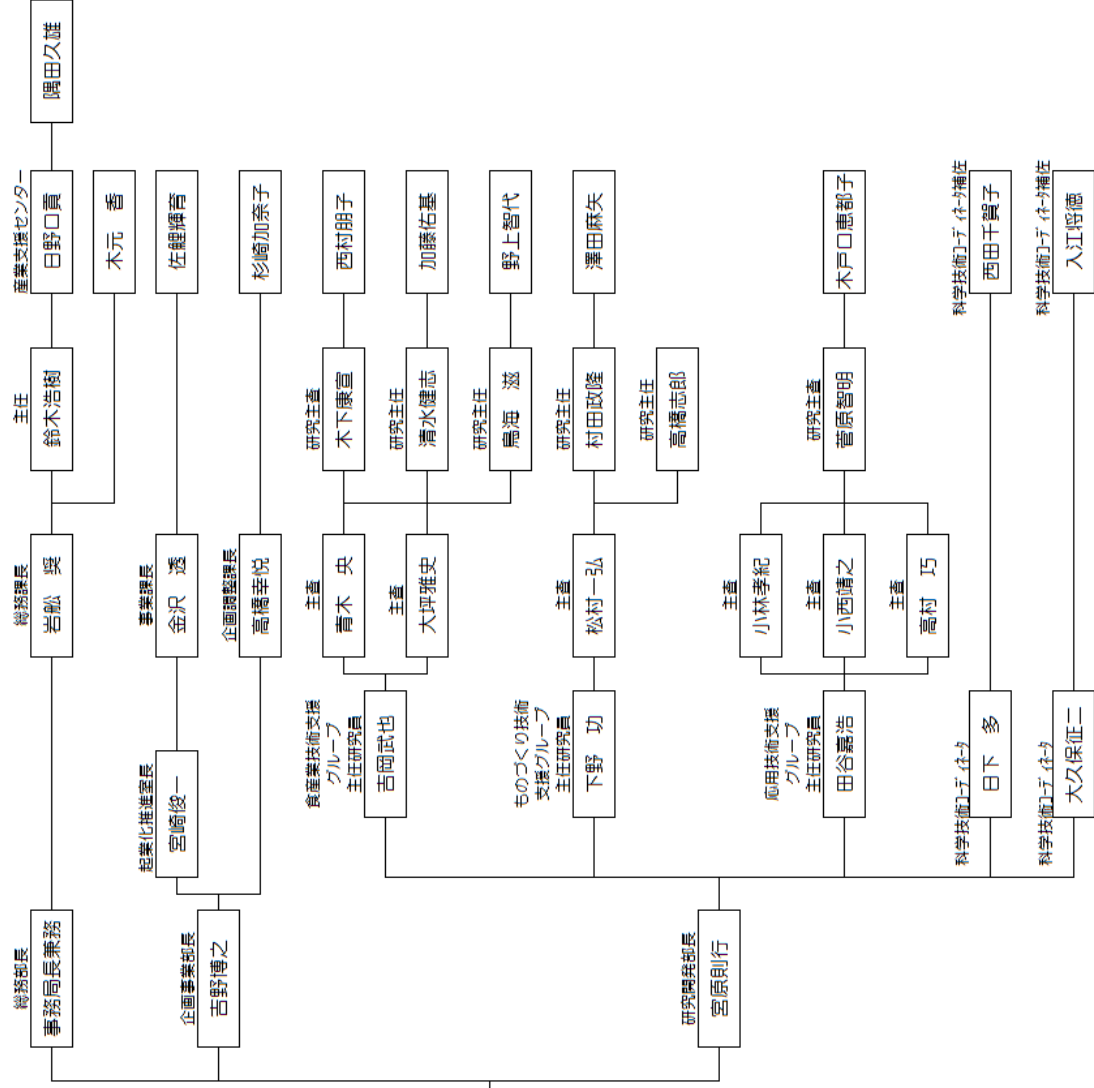 総務部長
事務局長兼務
総務課長
岩舩　奨
主任
鈴木浩樹
産業支援センター
日野口貢
隅田久雄
木元　香
企画事業部長
吉野博之
起業化推進室長
宮崎俊一
事業課長
金沢　透
佐鯉輝育
企画調整課長
高橋幸悦
杉崎加奈子
研究開発部長
宮原則行
食産業技術支援
グループ
主任研究員
吉岡武也
主査
青木　央
主査
大坪雅史
研究主査
木下康宣
西村朋子
研究主任
清水健志
加藤佑基
研究主任
鳥海　滋
野上智代
ものづくり技術
支援グループ
主任研究員
下野　功
主査
松村一弘
研究主任
村田政隆
澤田麻矢
研究主任
高橋志郎
応用技術支援
グループ
主任研究員
田谷嘉浩
主査
小林孝紀
主査
小西靖之
主査
高村　巧
研究主査
菅原智明
木戸口恵都子
科学技術コーディネータ
日下　多
科学技術コーディネータ補佐
西田千賀子
科学技術コーディネータ
大久保征二
科学技術コーディネータ補佐
入江将徳